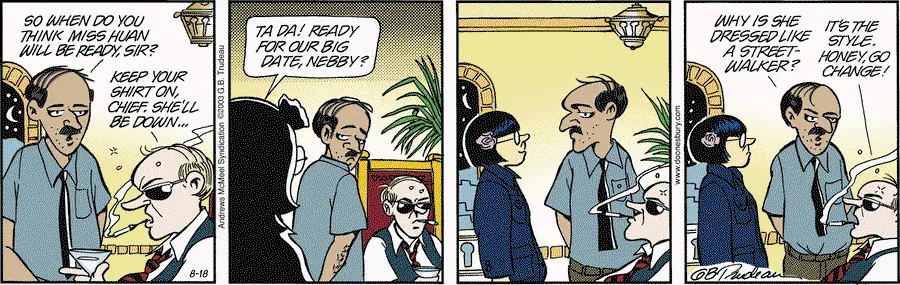 SO WHEN DO YOU
THINK MISS HUAN
WILL BE READY, SIR?
KEEP YOUR
SHIRT ON,
CHIEF. SHE'LL
BE DOWN...
8-18
Andrews McMeel Syndication ©2003 G.B. Trudeau
TA DA! READY
FOR OUR BIG
DATE, NEBBY?
www.doonesbury.com
WHY IS SHE
DRESSED LIKE
A STREET-
WALKER?
IT'S THE
STYLE.
HONEY, GO
CHANGE!
GBTrudeau